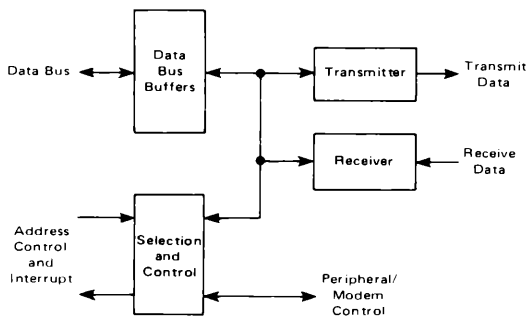 Data
Bus
Buffers
Data Bus
Transmitter
Transmit
Data
Receiver
Receive
Data
Address
Control
and
Interrupt
Selection
and
Control
Peripheral/
Modem
Control